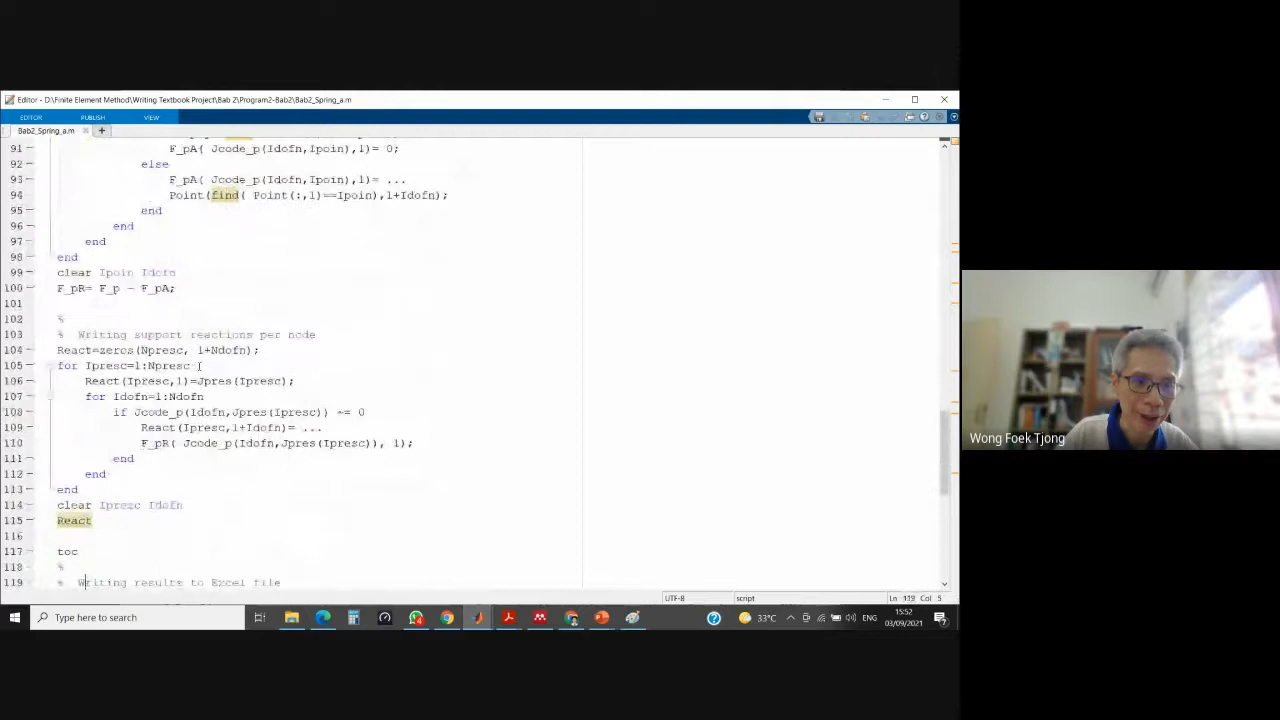 Editor - D:\Finite Element Method\Writing Textbook Project\Bab 2\Program2-Bab2\Bab2_Spring_a.m
EDITOR PUBLISH VIEW
Bab2_Spring_a.m
91 F_pA( Jcode_p(Idofn,Ipoin),1)= 0;
92 else
93 F_pA( Jcode_p(Idofn,Ipoin),1)= ...
94 Point(find( Point(:,1)==Ipoin),1+Idofn);
95 end
96 end
97 end
98 end
99 clear Ipoin Idofn
100 F_pR= F_p - F_pA;
101
102 %
103 % Writing support reactions per node
104 React=zeros(Npresc, 1+Ndofn);
105 for Ipresc=1:Npresc
106 React(Ipresc,1)=Jpres(Ipresc);
107 for Idofn=1:Ndofn
108 if Jcode_p(Idofn,Jpres(Ipresc)) ~= 0
109 React(Ipresc,1+Idofn)= ...
110 F_pR( Jcode_p(Idofn,Jpres(Ipresc)), 1);
111 end
112 end
113 end
114 clear Ipresc Idofn
115 React
116
117 toc
118 %
119 % Writing results to Excel file
UTF-8 script Ln 119 Col 5
Type here to search
4
33°C ENG
15:52
03/09/2021
Wong Foek Tjong